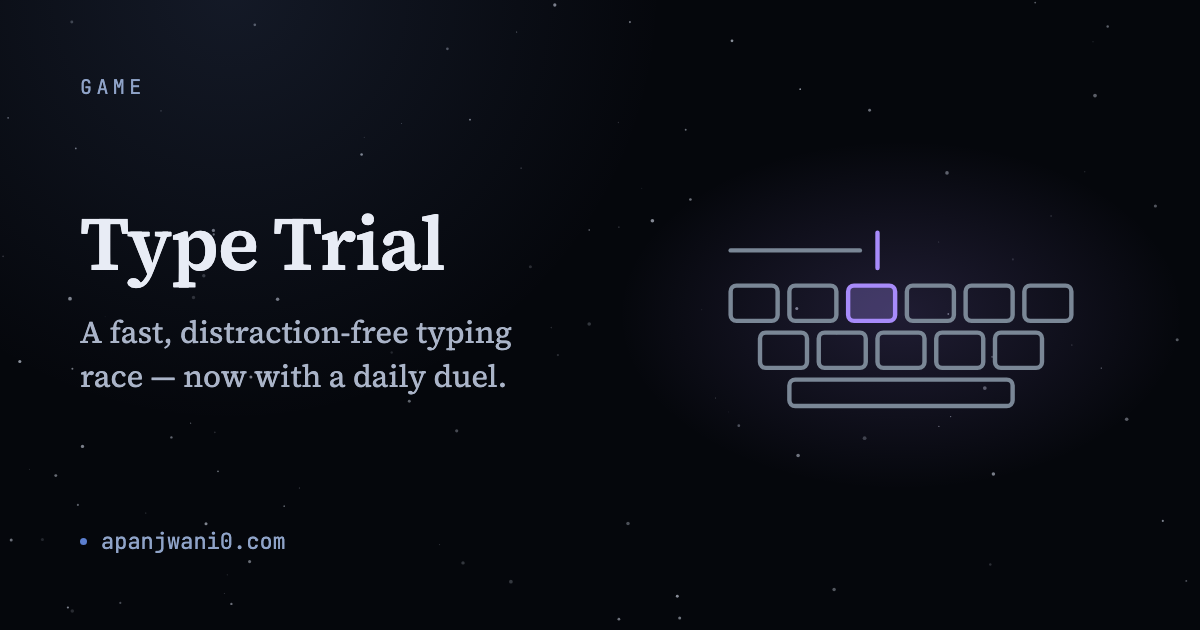 GAME
Type Trial
A fast, distraction-free typing
race — now with a daily duel.
apanjwani0.com